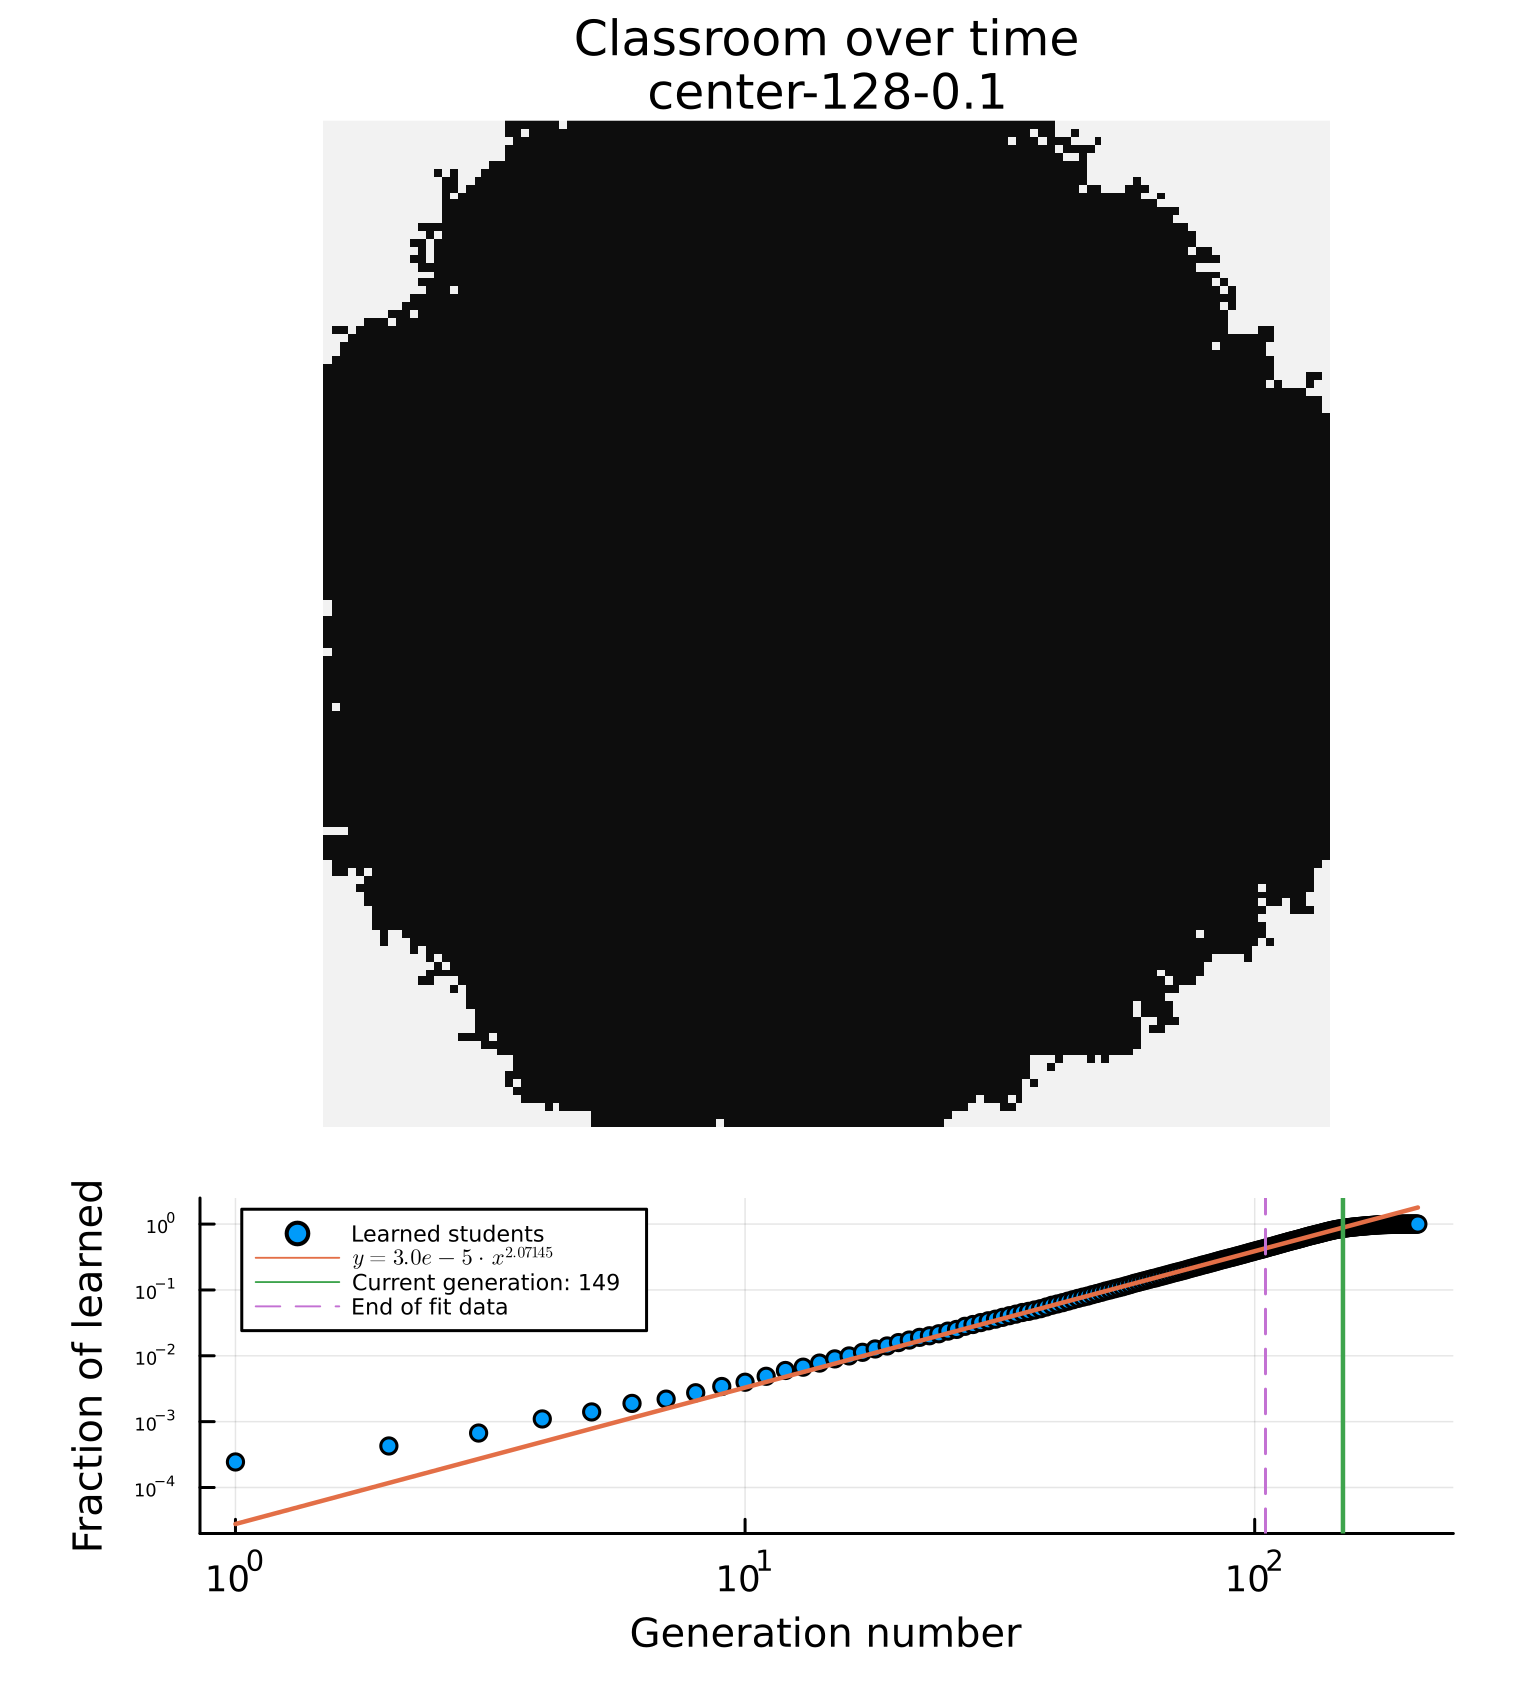 Classroom over time
center-128-0.1
Fraction of learned
10^0
10^-1
10^-2
10^-3
10^-4
Learned students
y = 3.0e − 5 · x^2.07145
Current generation: 149
End of fit data
10^0 10^1 10^2
Generation number